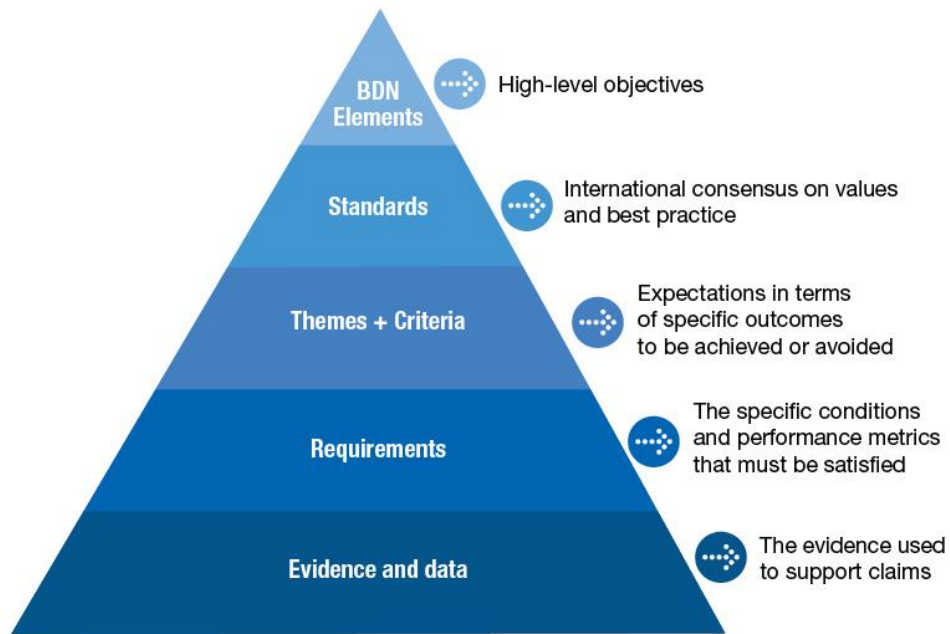 BDN
Elements
High-level objectives
Standards
International consensus on values
and best practice
Themes + Criteria
Expectations in terms
of specific outcomes
to be achieved or avoided
Requirements
The specific conditions
and performance metrics
that must be satisfied
Evidence and data
The evidence used
to support claims